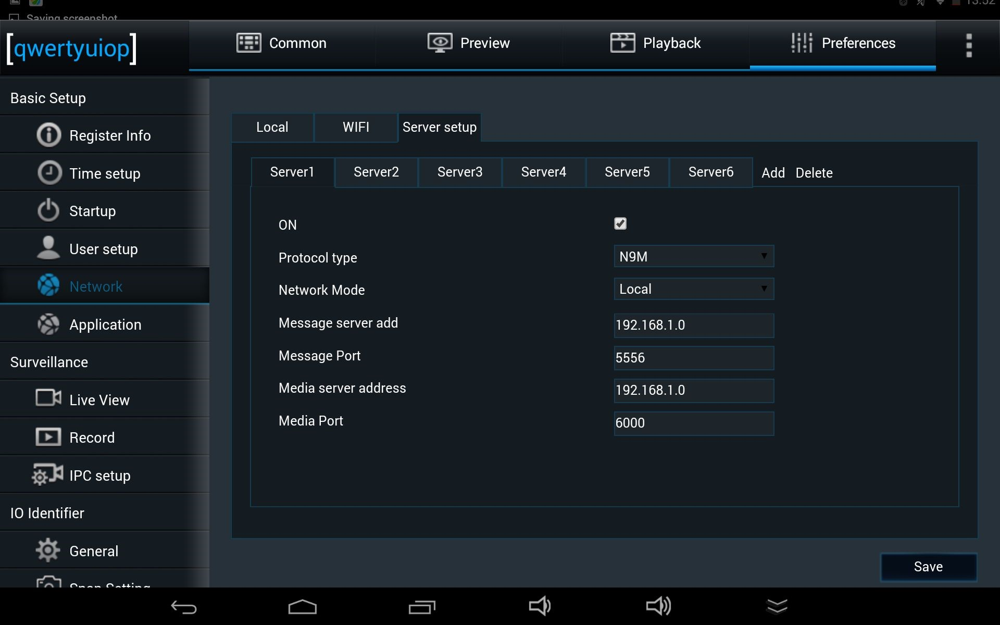 13:52
Saving screenshot
[qwertyuiop]
Common
Preview
Playback
Preferences
Basic Setup
Register Info
Time setup
Startup
User setup
Network
Application
Surveillance
Live View
Record
IPC setup
IO Identifier
General
Snap Setting
Local
WIFI
Server setup
Server1
Server2
Server3
Server4
Server5
Server6
Add
Delete
ON
Protocol type
N9M
Network Mode
Local
Message server add
192.168.1.0
Message Port
5556
Media server address
192.168.1.0
Media Port
6000
Save